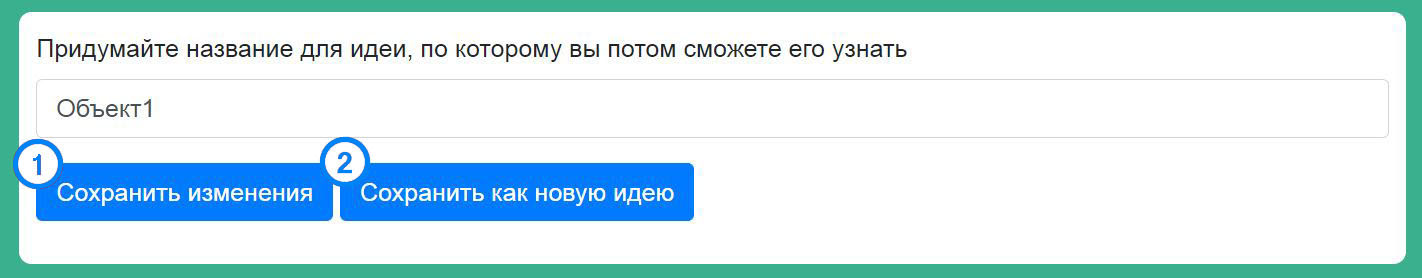 Придумайте название для идеи, по которому вы потом сможете его узнать
Объект1
1 2
Сохранить изменения Сохранить как новую идею